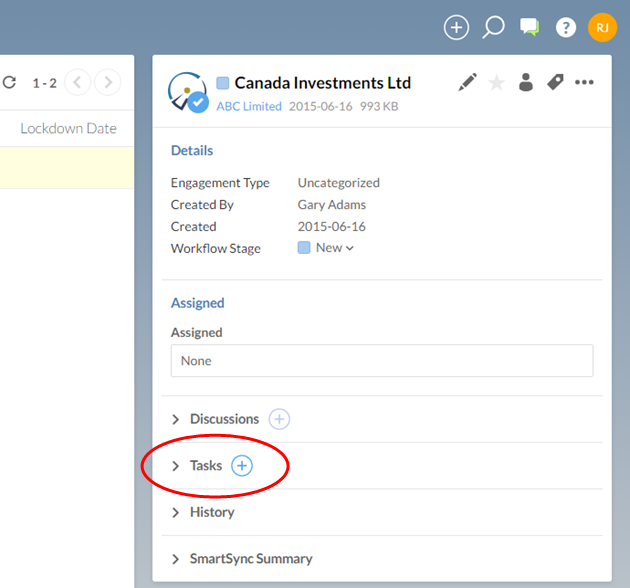 ?
RJ
1 - 2
Lockdown Date
Canada Investments Ltd
ABC Limited 2015-06-16 993 KB
Details
Engagement Type Uncategorized
Created By Gary Adams
Created 2015-06-16
Workflow Stage New
Assigned
Assigned
None
Discussions
Tasks
History
SmartSync Summary